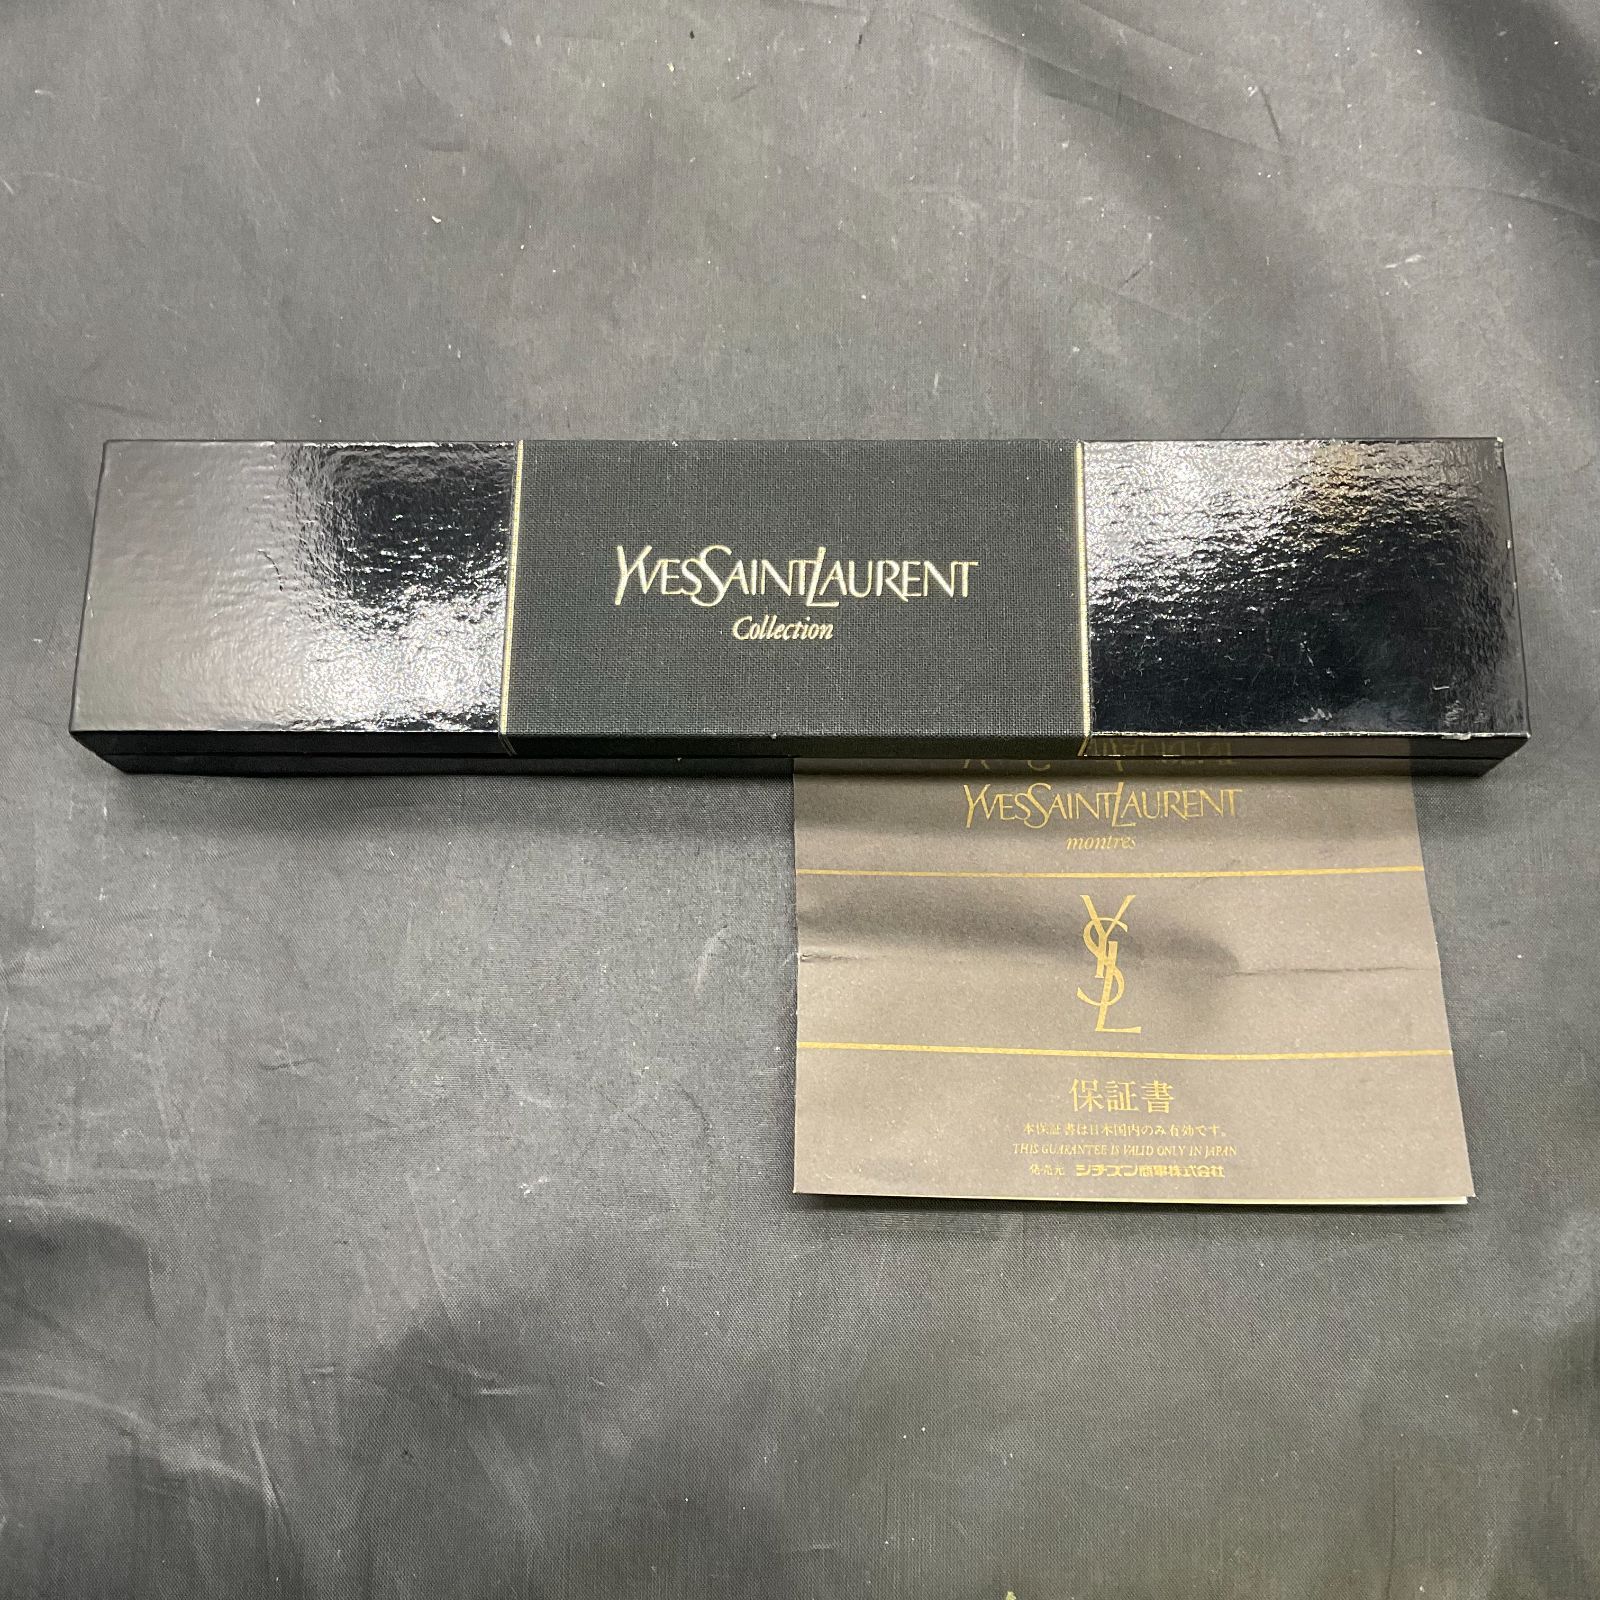 YVESSAINTLAURENT
Collection
YVESSAINTLAURENT
montres
YSL
保証書
本保証書は日本国内のみ有効です。
THIS GUARANTEE IS VALID ONLY IN JAPAN
発売元 シチズン商事株式会社